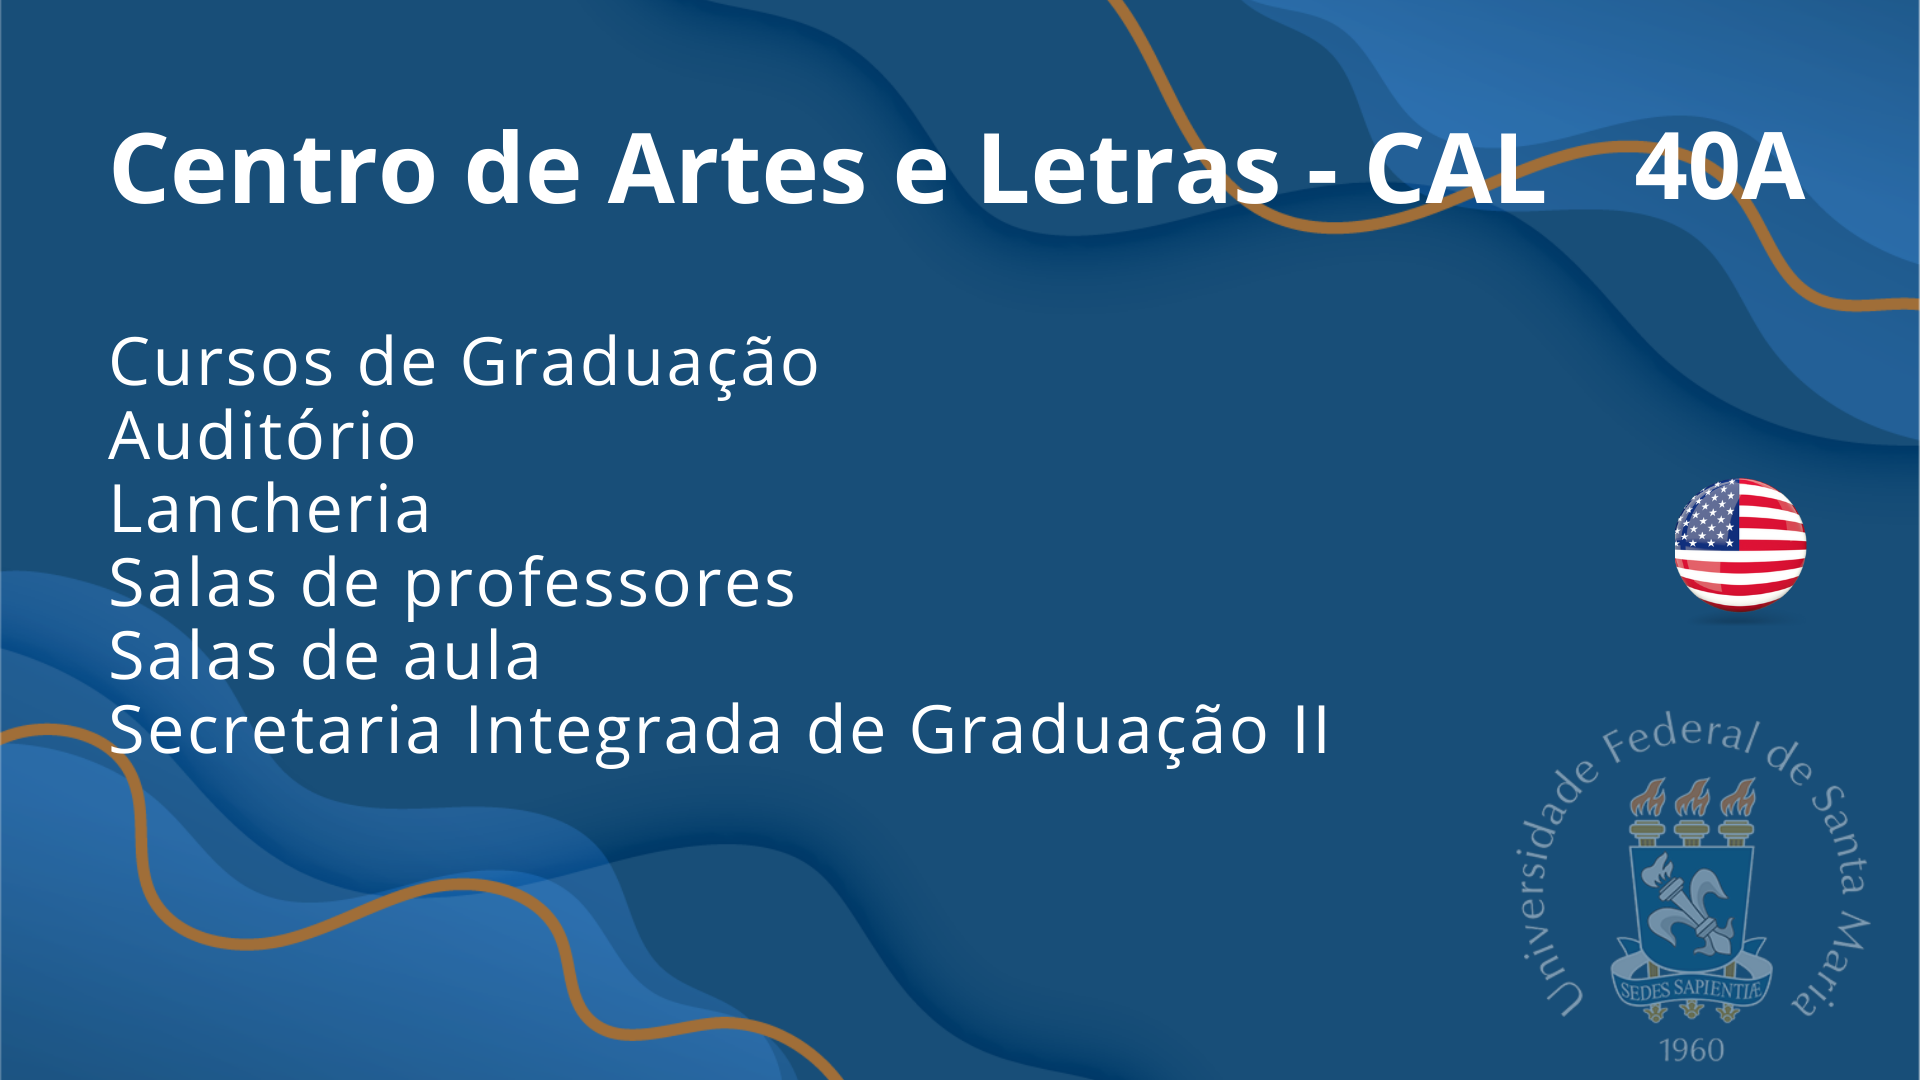 Centro de Artes e Letras - CAL 40A
Cursos de Graduação
Auditório
Lancheria
Salas de professores
Salas de aula
Secretaria Integrada de Graduação II
Universidade Federal de Santa Maria
SEDES SAPIENTIÆ
1960